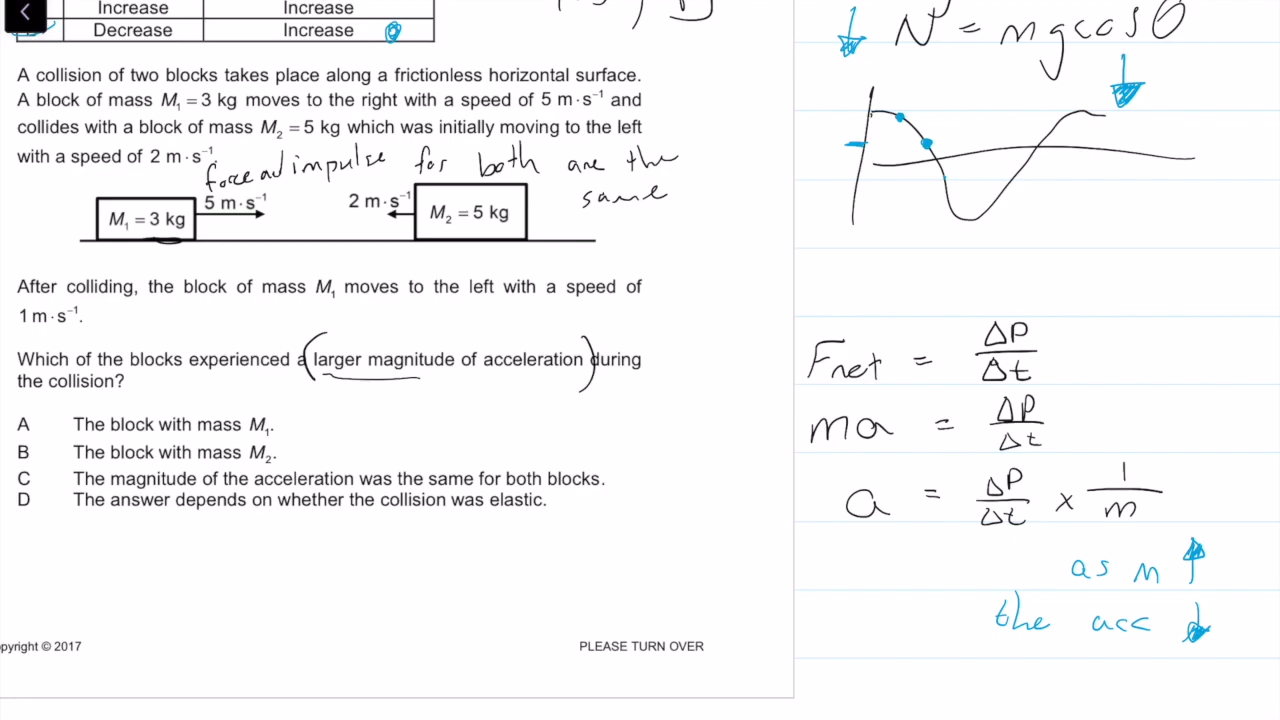 Increase Increase
Decrease Increase
A collision of two blocks takes place along a frictionless horizontal surface.
A block of mass M₁ = 3 kg moves to the right with a speed of 5 m·s⁻¹ and
collides with a block of mass M₂ = 5 kg which was initially moving to the left
with a speed of 2 m·s⁻¹.
force ad impulse for both are the
same
5 m·s⁻¹
2 m·s⁻¹
M₁ = 3 kg
M₂ = 5 kg
After colliding, the block of mass M₁ moves to the left with a speed of
1 m·s⁻¹.
Which of the blocks experienced a larger magnitude of acceleration during
the collision?
A The block with mass M₁.
B The block with mass M₂.
C The magnitude of the acceleration was the same for both blocks.
D The answer depends on whether the collision was elastic.
pyright © 2017
PLEASE TURN OVER
N = mg cos θ
Fnet = ΔP/Δt
ma = ΔP/Δt
a = ΔP/Δt × 1/m
as m ↑
the acc ↓